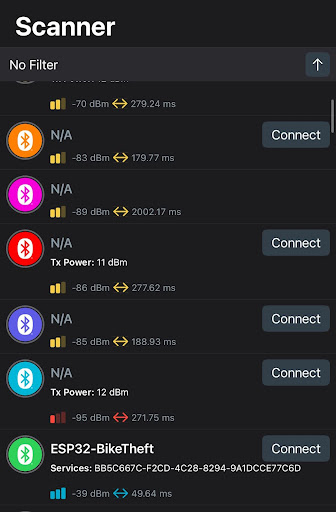 Scanner
No Filter
-70 dBm 279.24 ms
N/A
Connect
-83 dBm 179.77 ms
N/A
-89 dBm 2002.17 ms
N/A
Connect
Tx Power: 11 dBm
-86 dBm 277.62 ms
N/A
Connect
-85 dBm 188.93 ms
N/A
Connect
Tx Power: 12 dBm
-95 dBm 271.75 ms
ESP32-BikeTheft
Connect
Services: BB5C667C-F2CD-4C28-8294-9A1DCCE77C6D
-39 dBm 49.64 ms